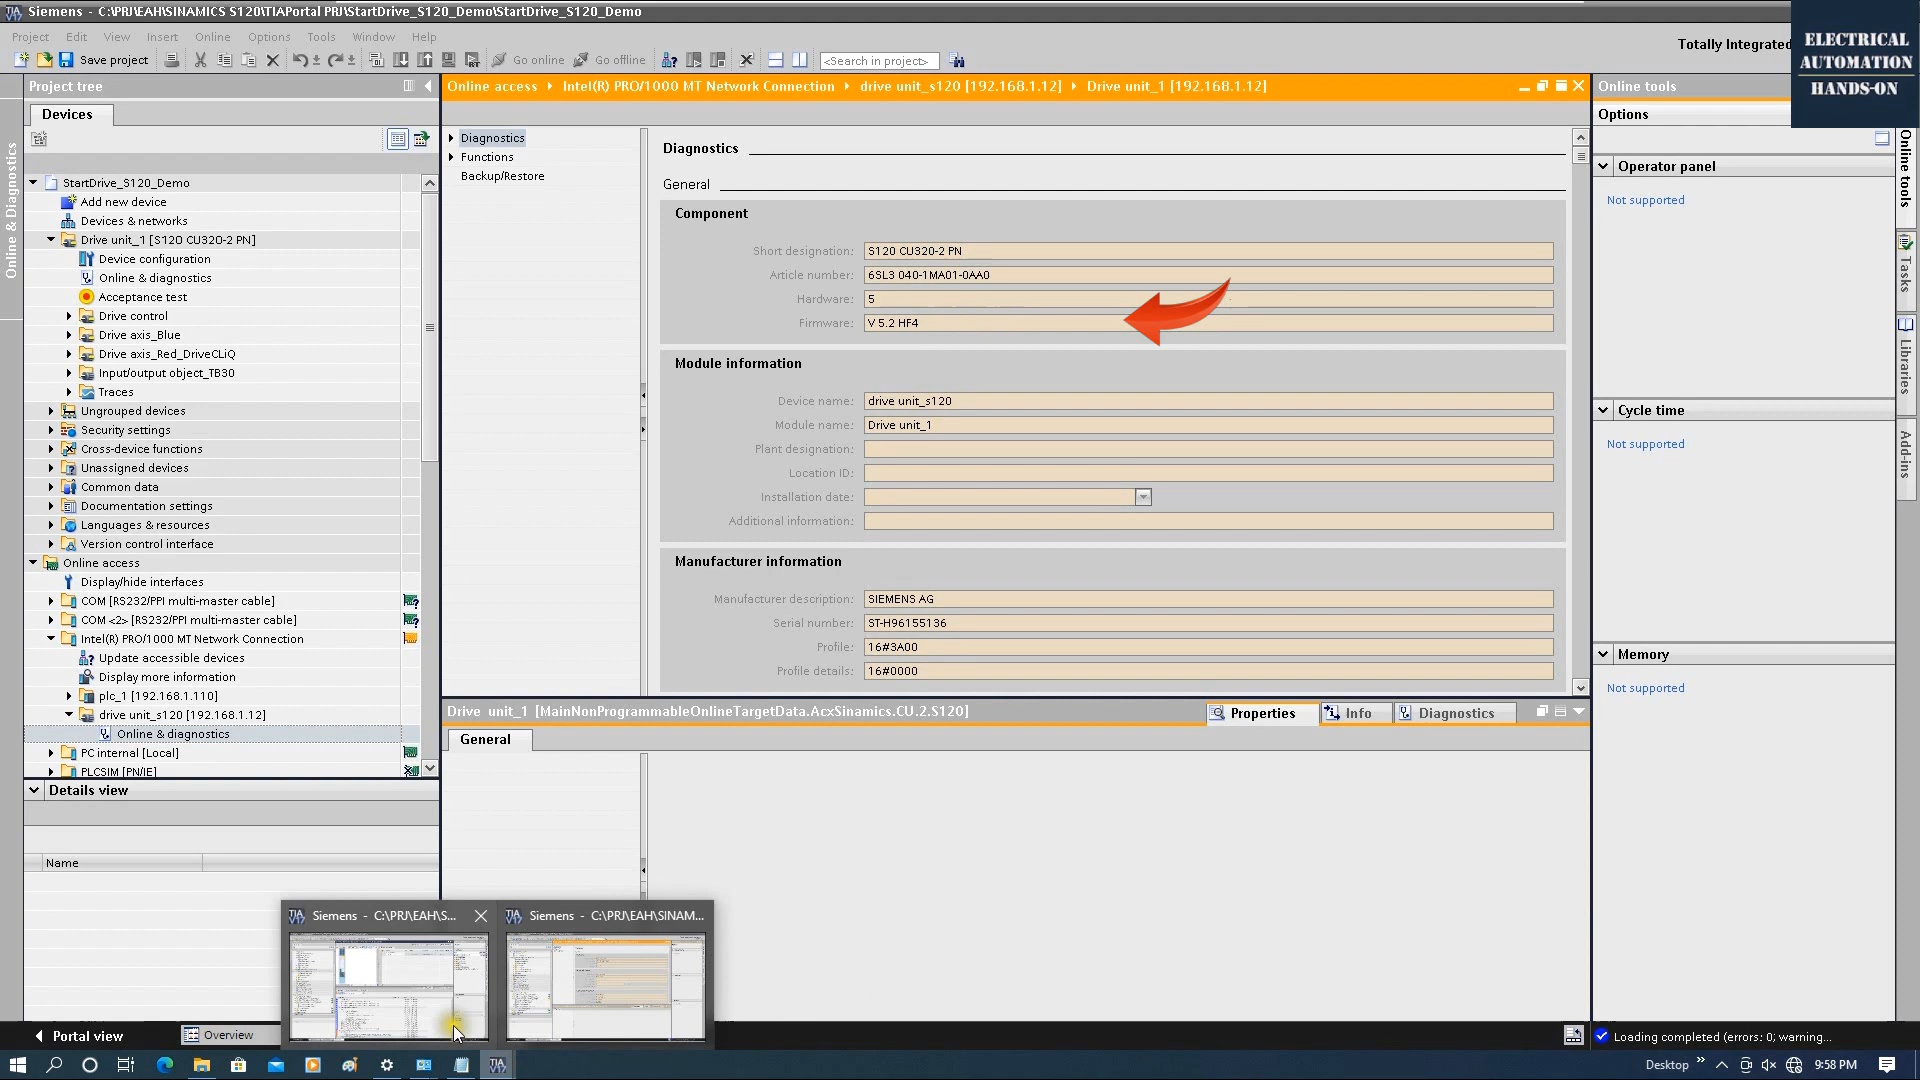 Siemens - C:\PRJ\EAH\SINAMICS S120\TIAPortal PRJ\StartDrive_S120_Demo\StartDrive_S120_Demo
Project Edit View Insert Online Options Tools Window Help
Totally Integrated
ELECTRICAL
AUTOMATION
HANDS-ON
Save project
Go online
Go offline
<Search in project>
Project tree
Devices
Online & Diagnostics
StartDrive_S120_Demo
Add new device
Devices & networks
Drive unit_1 [S120 CU320-2 PN]
Device configuration
Online & diagnostics
Acceptance test
Drive control
Drive axis_Blue
Drive axis_Red_DriveCLiQ
Input/output object_TB30
Traces
Ungrouped devices
Security settings
Cross-device functions
Unassigned devices
Common data
Documentation settings
Languages & resources
Version control interface
Online access
Display/hide interfaces
COM [RS232/PPI multi-master cable]
COM <2> [RS232/PPI multi-master cable]
Intel(R) PRO/1000 MT Network Connection
Update accessible devices
Display more information
plc_1 [192.168.1.110]
drive unit_s120 [192.168.1.12]
Online & diagnostics
PC internal [Local]
PLCSIM [PN/IE]
Details view
Name
Online access Intel(R) PRO/1000 MT Network Connection drive unit_s120 [192.168.1.12] Drive unit_1 [192.168.1.12]
Diagnostics
Functions
Backup/Restore
Diagnostics
General
Component
Short designation: S120 CU320-2 PN
Article number: 6SL3 040-1MA01-0AA0
Hardware: 5
Firmware: V 5.2 HF4
Module information
Device name: drive unit_s120
Module name: Drive unit_1
Plant designation:
Location ID:
Installation date:
Additional information:
Manufacturer information
Manufacturer description: SIEMENS AG
Serial number: ST-H96155136
Profile: 16#3A00
Profile details: 16#0000
Drive unit_1 [MainNonProgrammableOnlineTargetData.AcxSinamics.CU.2.S120]
Properties
Info
Diagnostics
General
Online tools
Options
Operator panel
Not supported
Cycle time
Not supported
Memory
Not supported
Online tools
Tasks
Libraries
Add-ins
Siemens - C:\PRJ\EAH\S...
Siemens - C:\PRJ\EAH\SINAM...
Portal view
Overview
Loading completed (errors: 0; warning...
Desktop
9:58 PM